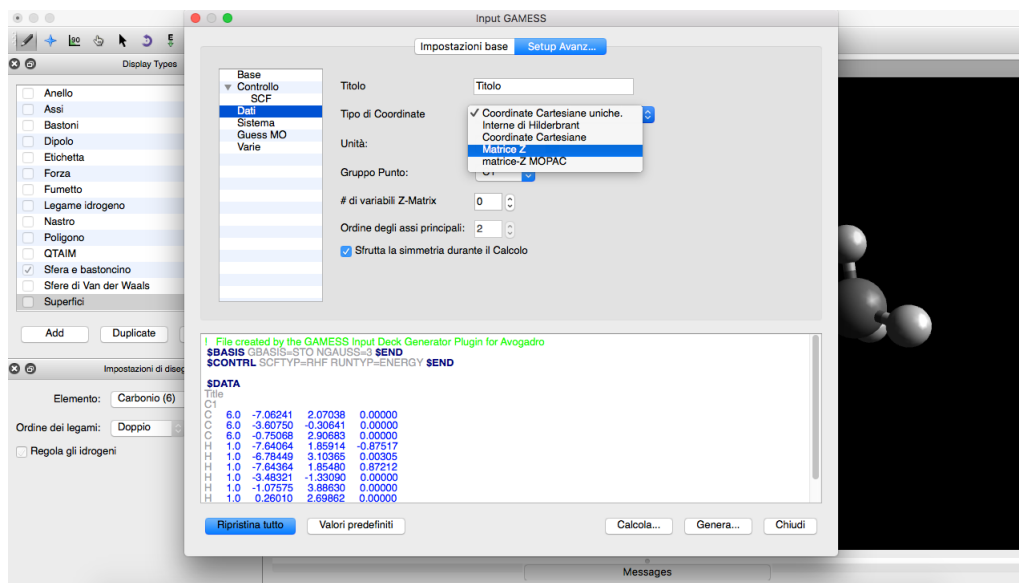 Input GAMESS
90
E
Display Types
Anello
Assi
Bastoni
Dipolo
Etichetta
Forza
Fumetto
Legame idrogeno
Nastro
Poligono
QTAIM
Sfera e bastoncino
Sfere di Van der Waals
Superfici
Add
Duplicate
Impostazioni di diseg
Elemento:
Carbonio (6)
Ordine dei legami:
Doppio
Regola gli idrogeni
Impostazioni base
Setup Avanz...
Base
Controllo
SCF
Dati
Sistema
Guess MO
Varie
Titolo
Titolo
Tipo di Coordinate
Coordinate Cartesiane uniche.
Interne di Hilderbrant
Coordinate Cartesiane
Matrice Z
matrice-Z MOPAC
Unità:
Gruppo Punto:
C1
# di variabili Z-Matrix
0
Ordine degli assi principali:
2
Sfrutta la simmetria durante il Calcolo
! File created by the GAMESS Input Deck Generator Plugin for Avogadro
$BASIS GBASIS=STO NGAUSS=3 $END
$CONTRL SCFTYP=RHF RUNTYP=ENERGY $END
$DATA
Title
C1
C 6.0 -7.06241 2.07038 0.00000
C 6.0 -3.60750 -0.30641 0.00000
C 6.0 -0.75068 2.90683 0.00000
H 1.0 -7.64064 1.85914 -0.87517
H 1.0 -6.78449 3.10365 0.00305
H 1.0 -7.64364 1.85480 0.87212
H 1.0 -3.48321 -1.33090 0.00000
H 1.0 -1.07575 3.88630 0.00000
H 1.0 0.26010 2.69862 0.00000
Ripristina tutto
Valori predefiniti
Calcola...
Genera...
Chiudi
Messages